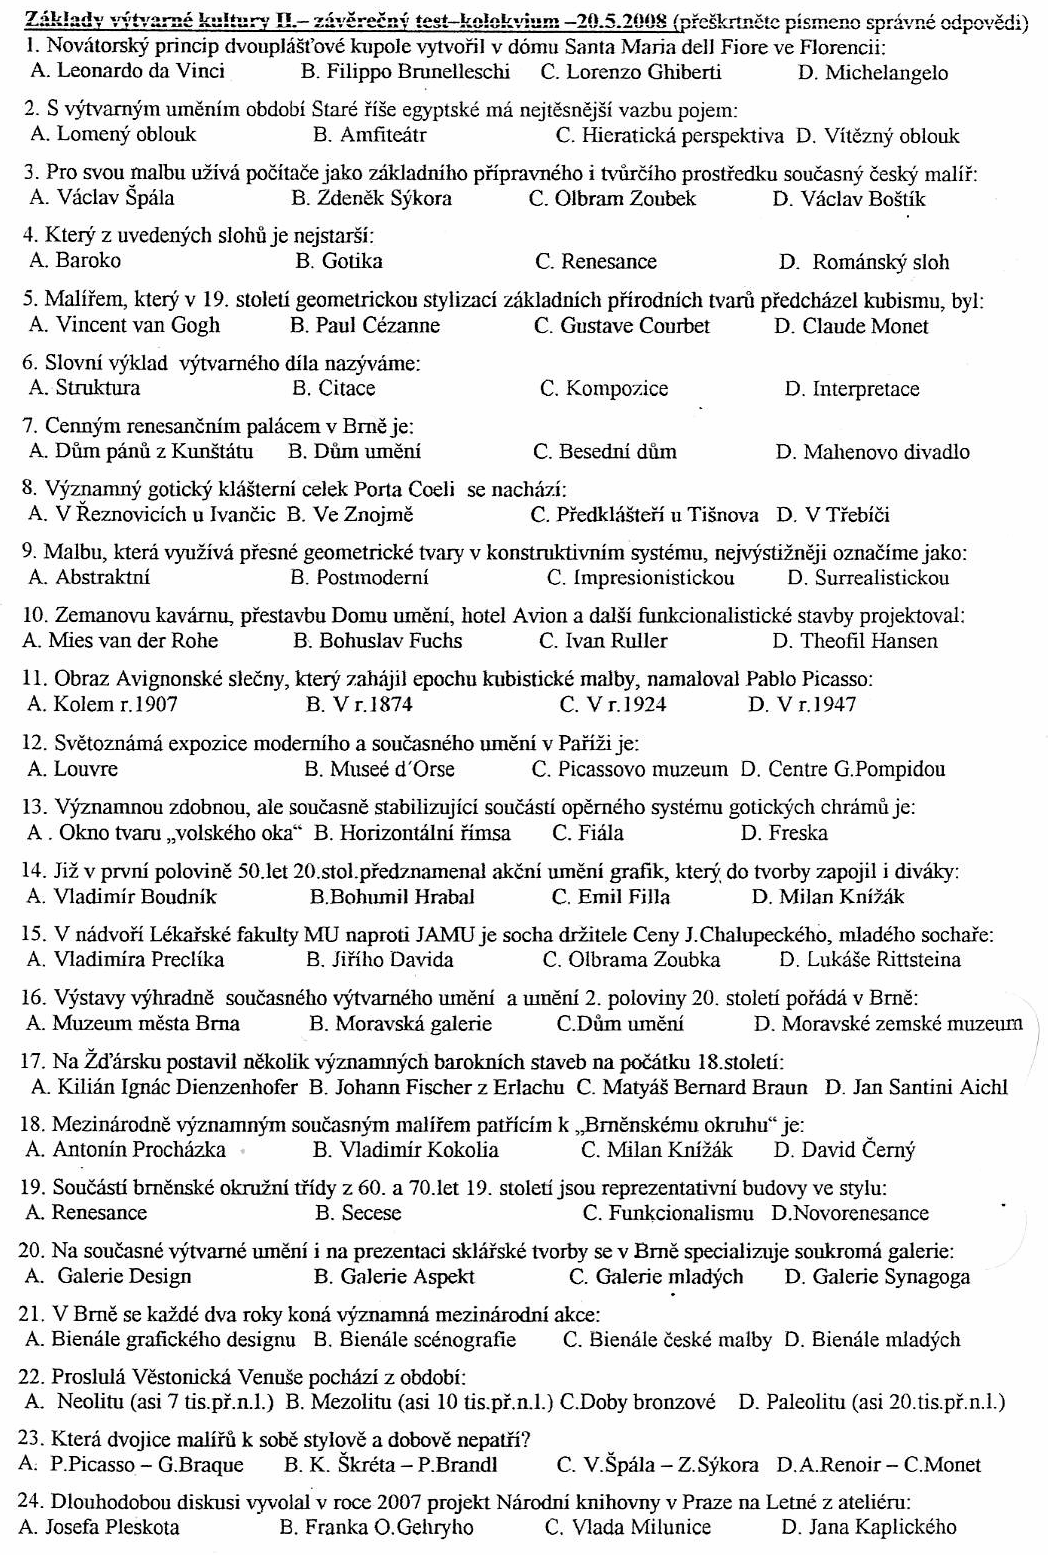 Základy výtvarné kultury II.– závěrečný test–kolokvium –20.5.2008 (přeškrtněte písmeno správné odpovědi)
1. Novátorský princip dvouplášťové kupole vytvořil v dómu Santa Maria dell Fiore ve Florencii:
A. Leonardo da Vinci B. Filippo Brunelleschi C. Lorenzo Ghiberti D. Michelangelo
2. S výtvarným uměním období Staré říše egyptské má nejtěsnější vazbu pojem:
A. Lomený oblouk B. Amfiteátr C. Hieratická perspektiva D. Vítězný oblouk
3. Pro svou malbu užívá počítače jako základního přípravného i tvůrčího prostředku současný český malíř:
A. Václav Špála B. Zdeněk Sýkora C. Olbram Zoubek D. Václav Boštík
4. Který z uvedených slohů je nejstarší:
A. Baroko B. Gotika C. Renesance D. Románský sloh
5. Malířem, který v 19. století geometrickou stylizací základních přírodních tvarů předcházel kubismu, byl:
A. Vincent van Gogh B. Paul Cézanne C. Gustave Courbet D. Claude Monet
6. Slovní výklad výtvarného díla nazýváme:
A. Struktura B. Citace C. Kompozice D. Interpretace
7. Cenným renesančním palácem v Brně je:
A. Dům pánů z Kunštátu B. Dům umění C. Besední dům D. Mahenovo divadlo
8. Významný gotický klášterní celek Porta Coeli se nachází:
A. V Řeznovicích u Ivančic B. Ve Znojmě C. Předklášteří u Tišnova D. V Třebíči
9. Malbu, která využívá přesné geometrické tvary v konstruktivním systému, nejvýstižněji označíme jako:
A. Abstraktní B. Postmoderní C. Impresionistickou D. Surrealistickou
10. Zemanovu kavárnu, přestavbu Domu umění, hotel Avion a další funkcionalistické stavby projektoval:
A. Mies van der Rohe B. Bohuslav Fuchs C. Ivan Ruller D. Theofil Hansen
11. Obraz Avignonské slečny, který zahájil epochu kubistické malby, namaloval Pablo Picasso:
A. Kolem r.1907 B. V r.1874 C. V r.1924 D. V r.1947
12. Světoznámá expozice moderního a současného umění v Paříži je:
A. Louvre B. Museé d´Orse C. Picassovo muzeum D. Centre G.Pompidou
13. Významnou zdobnou, ale současně stabilizující součástí opěrného systému gotických chrámů je:
A . Okno tvaru „volského oka“ B. Horizontální římsa C. Fiála D. Freska
14. Již v první polovině 50.let 20.stol.předznamenal akční umění grafik, který do tvorby zapojil i diváky:
A. Vladimír Boudník B.Bohumil Hrabal C. Emil Filla D. Milan Knížák
15. V nádvoří Lékařské fakulty MU naproti JAMU je socha držitele Ceny J.Chalupeckého, mladého sochaře:
A. Vladimíra Preclíka B. Jiřího Davida C. Olbrama Zoubka D. Lukáše Rittsteina
16. Výstavy výhradně současného výtvarného umění a umění 2. poloviny 20. století pořádá v Brně:
A. Muzeum města Brna B. Moravská galerie C.Dům umění D. Moravské zemské muzeum
17. Na Žďársku postavil několik významných barokních staveb na počátku 18.století:
A. Kilián Ignác Dienzenhofer B. Johann Fischer z Erlachu C. Matyáš Bernard Braun D. Jan Santini Aichl
18. Mezinárodně významným současným malířem patřícím k „Brněnskému okruhu“ je:
A. Antonín Procházka B. Vladimír Kokolia C. Milan Knížák D. David Černý
19. Součástí brněnské okružní třídy z 60. a 70.let 19. století jsou reprezentativní budovy ve stylu:
A. Renesance B. Secese C. Funkcionalismu D.Novorenesance
20. Na současné výtvarné umění i na prezentaci sklářské tvorby se v Brně specializuje soukromá galerie:
A. Galerie Design B. Galerie Aspekt C. Galerie mladých D. Galerie Synagoga
21. V Brně se každé dva roky koná významná mezinárodní akce:
A. Bienále grafického designu B. Bienále scénografie C. Bienále české malby D. Bienále mladých
22. Proslulá Věstonická Venuše pochází z období:
A. Neolitu (asi 7 tis.př.n.l.) B. Mezolitu (asi 10 tis.př.n.l.) C.Doby bronzové D. Paleolitu (asi 20.tis.př.n.l.)
23. Která dvojice malířů k sobě stylově a dobově nepatří?
A. P.Picasso – G.Braque B. K. Škréta – P.Brandl C. V.Špála – Z.Sýkora D.A.Renoir – C.Monet
24. Dlouhodobou diskusi vyvolal v roce 2007 projekt Národní knihovny v Praze na Letné z ateliéru:
A. Josefa Pleskota B. Franka O.Gehryho C. Vlada Milunice D. Jana Kaplického